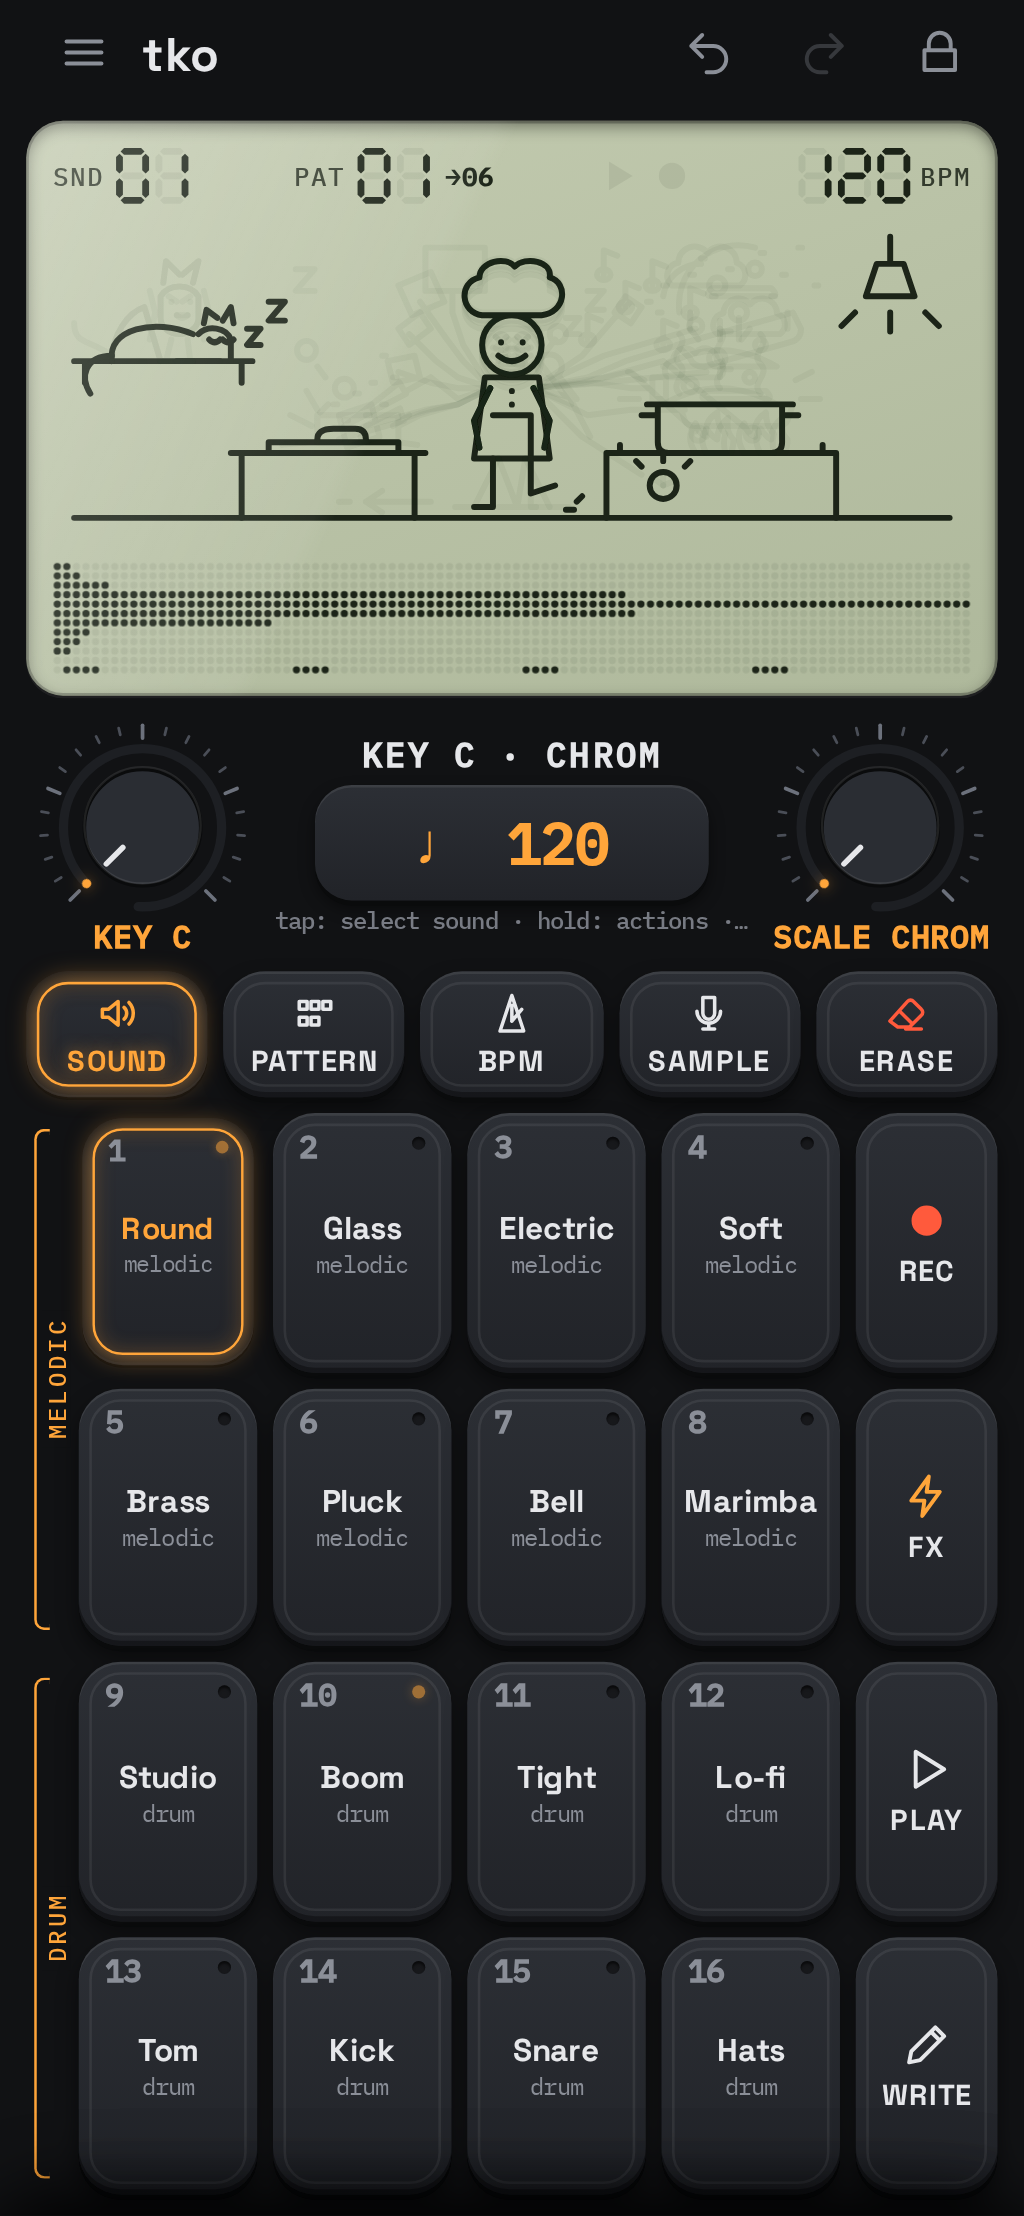 tko
SND 01 PAT 01 →06 120 BPM
z z
KEY C · CHROM
♩ 120
tap: select sound · hold: actions ·…
KEY C
SCALE CHROM
SOUND PATTERN BPM SAMPLE ERASE
MELODIC
1 2 3 4
Round Glass Electric Soft
melodic melodic melodic melodic
REC
5 6 7 8
Brass Pluck Bell Marimba
melodic melodic melodic melodic
FX
DRUM
9 10 11 12
Studio Boom Tight Lo-fi
drum drum drum drum
PLAY
13 14 15 16
Tom Kick Snare Hats
drum drum drum drum
WRITE